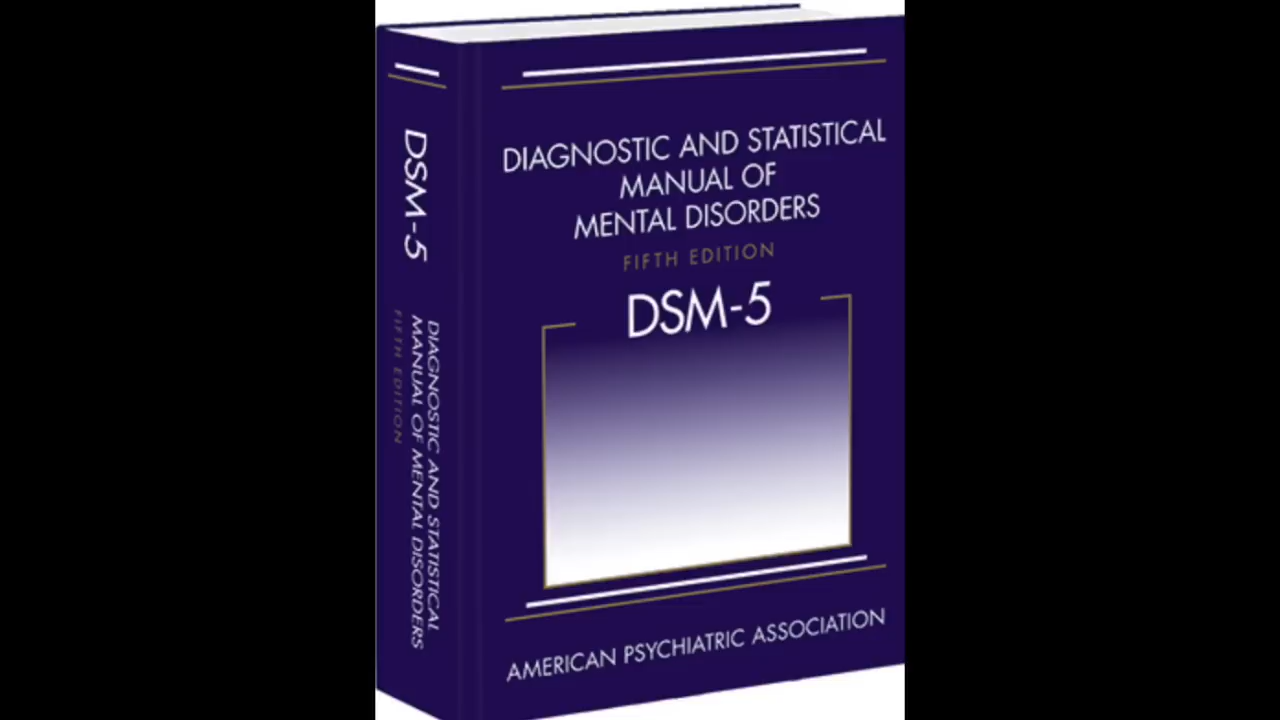 DSM-5
DIAGNOSTIC AND STATISTICAL
MANUAL OF MENTAL DISORDERS
FIFTH EDITION
DIAGNOSTIC AND STATISTICAL
MANUAL OF
MENTAL DISORDERS
FIFTH EDITION
DSM-5
AMERICAN PSYCHIATRIC ASSOCIATION